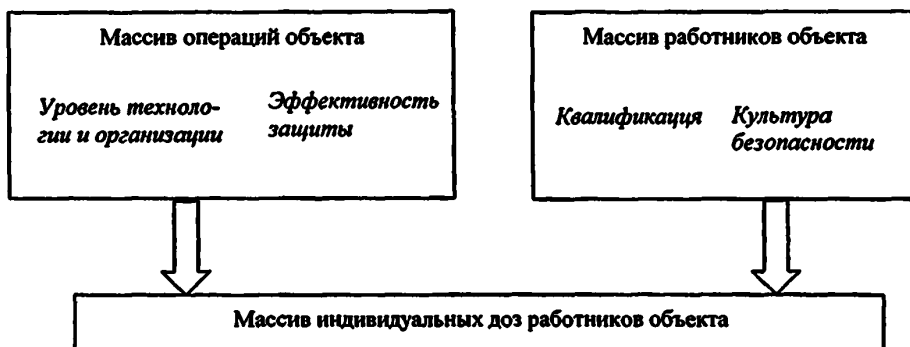 Массив операций объекта
Уровень техноло-
гии и организации
Эффективность
защиты
Массив работников объекта
Квалификация
Культура
безопасности
Массив индивидуальных доз работников объекта